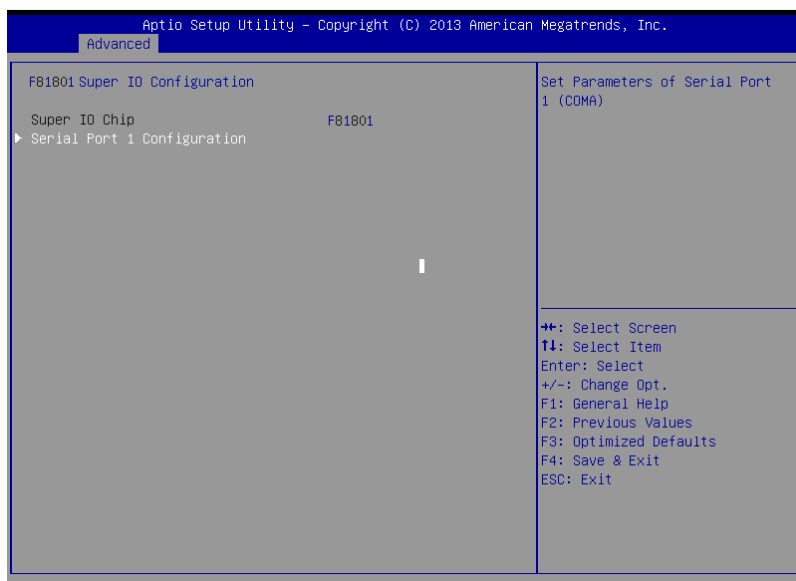 Aptio Setup Utility – Copyright (C) 2013 American Megatrends, Inc.
Advanced
F81801 Super IO Configuration
Super IO Chip F81801
Serial Port 1 Configuration
Set Parameters of Serial Port
1 (COMA)
→←: Select Screen
↑↓: Select Item
Enter: Select
+/-: Change Opt.
F1: General Help
F2: Previous Values
F3: Optimized Defaults
F4: Save & Exit
ESC: Exit